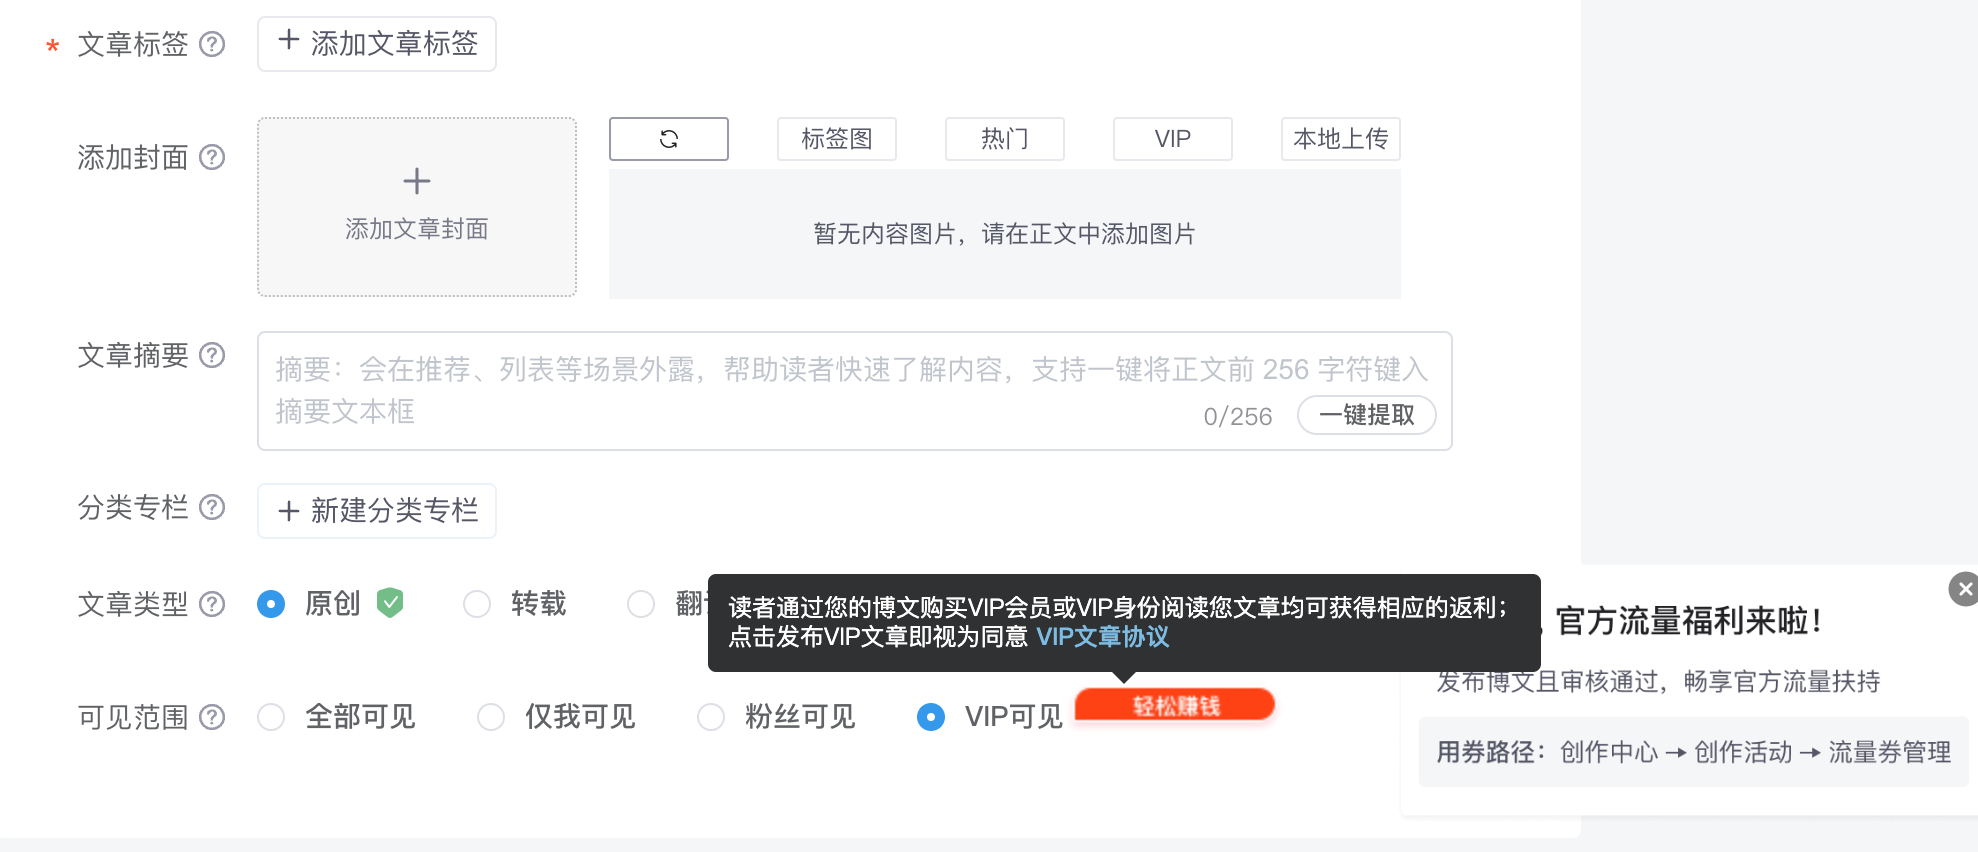 * 文章标签 ?
+ 添加文章标签
添加封面 ?
+
添加文章封面
标签图
热门
VIP
本地上传
暂无内容图片，请在正文中添加图片
文章摘要 ?
摘要：会在推荐、列表等场景外露，帮助读者快速了解内容，支持一键将正文前 256 字符键入
摘要文本框
0/256
一键提取
分类专栏 ?
+ 新建分类专栏
文章类型 ?
原创
转载
翻
读者通过您的博文购买VIP会员或VIP身份阅读您文章均可获得相应的返利；
点击发布VIP文章即视为同意 VIP文章协议
可见范围 ?
全部可见
仅我可见
粉丝可见
VIP可见
轻松赚钱
，官方流量福利来啦！
发布博文且审核通过，畅享官方流量扶持
用券路径：创作中心 → 创作活动 → 流量券管理